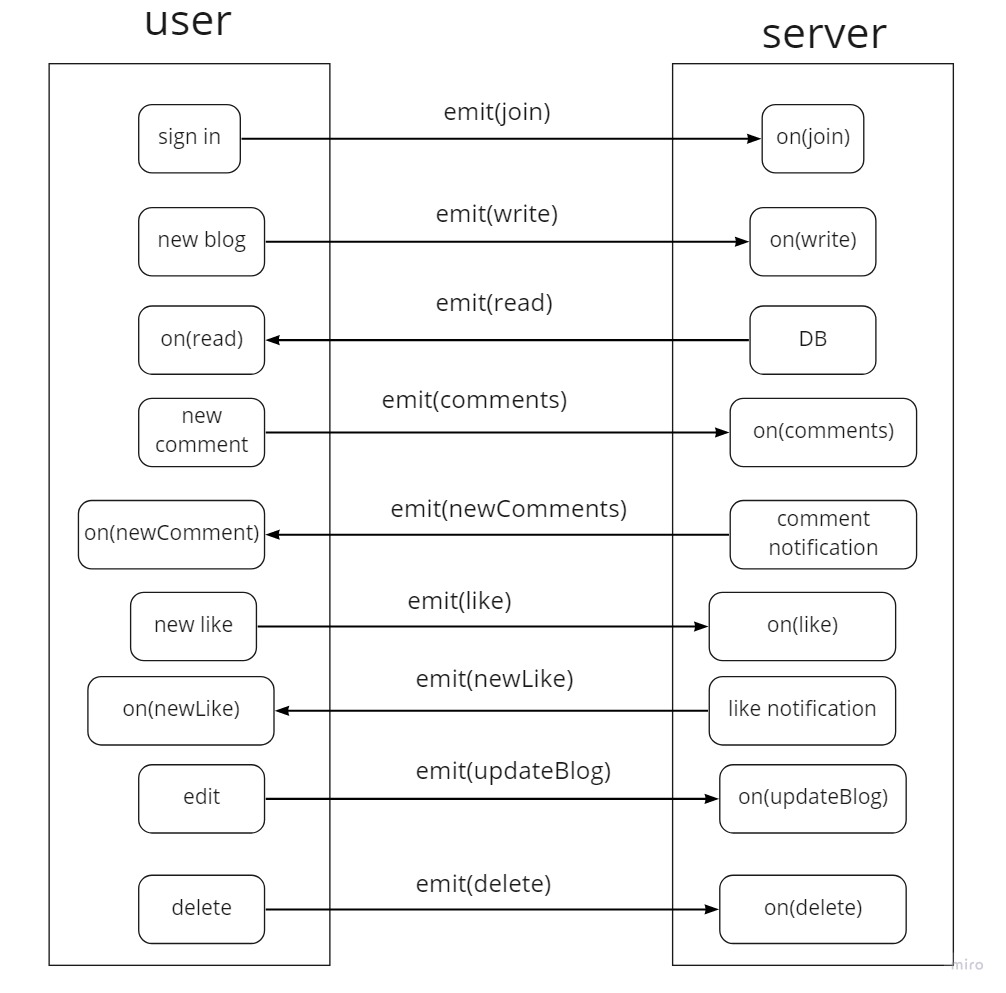 user
server
emit(join)
sign in
on(join)
emit(write)
new blog
on(write)
emit(read)
on(read)
DB
emit(comments)
new
comment
on(comments)
emit(newComments)
on(newComment)
comment
notification
emit(like)
new like
on(like)
emit(newLike)
on(newLike)
like notification
emit(updateBlog)
edit
on(updateBlog)
emit(delete)
delete
on(delete)
miro